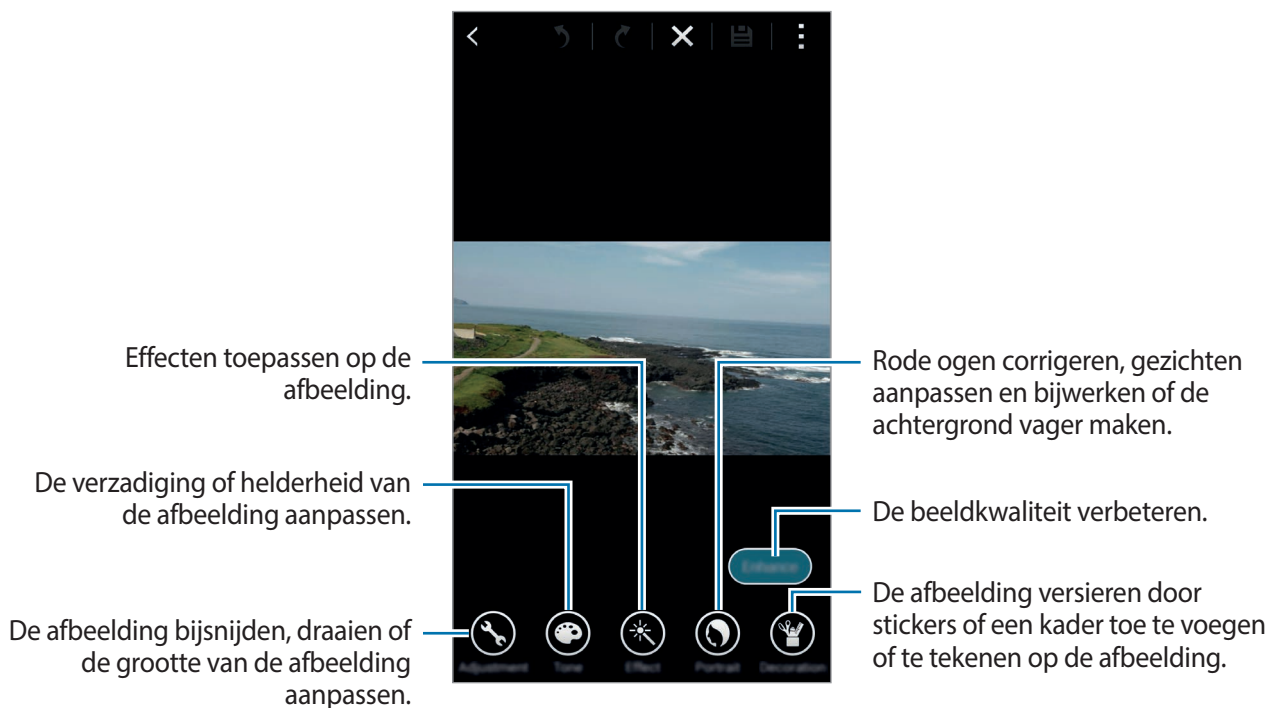 Effecten toepassen op de
afbeelding.
De verzadiging of helderheid van
de afbeelding aanpassen.
De afbeelding bijsnijden, draaien of
de grootte van de afbeelding
aanpassen.
Rode ogen corrigeren, gezichten
aanpassen en bijwerken of de
achtergrond vager maken.
De beeldkwaliteit verbeteren.
De afbeelding versieren door
stickers of een kader toe te voegen
of te tekenen op de afbeelding.
Enhance
Adjustment
Tone
Effect
Portrait
Decoration